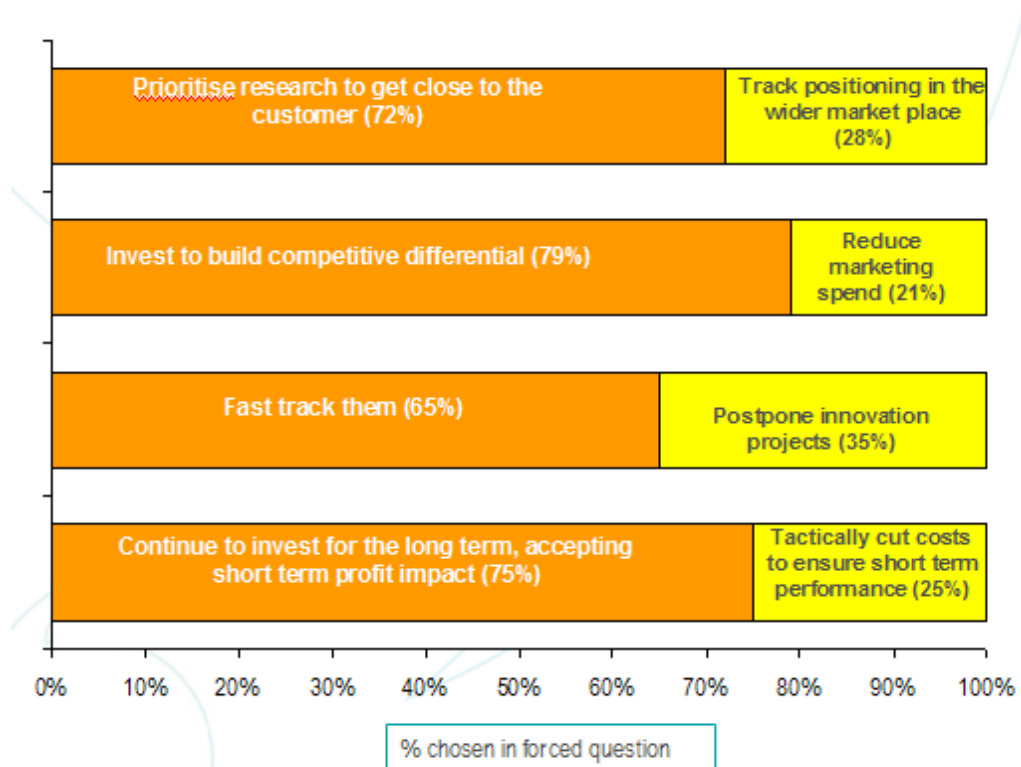 Prioritise research to get close to the
customer (72%)
Track positioning in the
wider market place
(28%)
Invest to build competitive differential (79%)
Reduce
marketing
spend (21%)
Fast track them (65%)
Postpone innovation
projects (35%)
Continue to invest for the long term, accepting
short term profit impact (75%)
Tactically cut costs
to ensure short term
performance (25%)
0% 10% 20% 30% 40% 50% 60% 70% 80% 90% 100%
% chosen in forced question